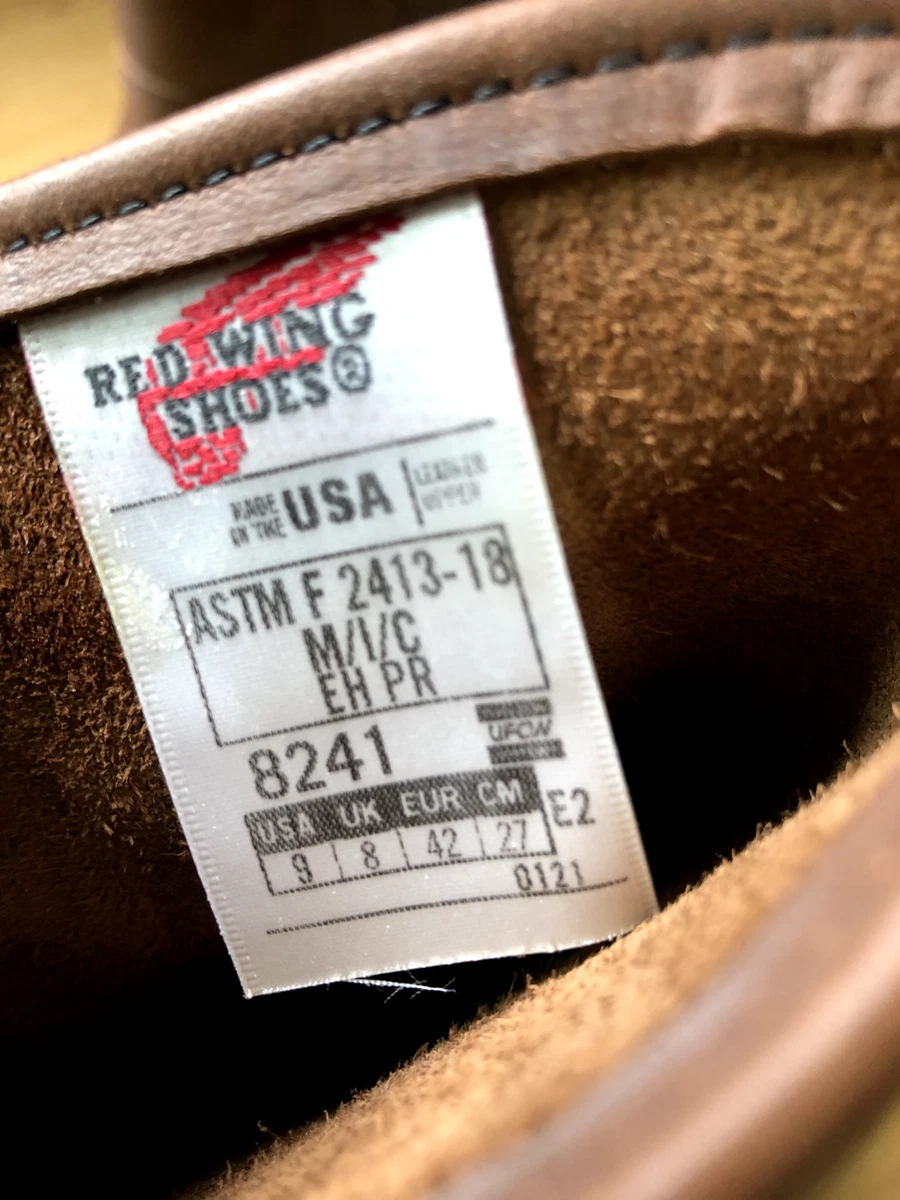 RED WING
SHOES®
MADE
IN THE
USA
LEATHER
UPPER
ASTM F 2413-18
M/I/C
EH PR
8241
UFCW
USA UK EUR CM
E2
9 8 42 27
0121